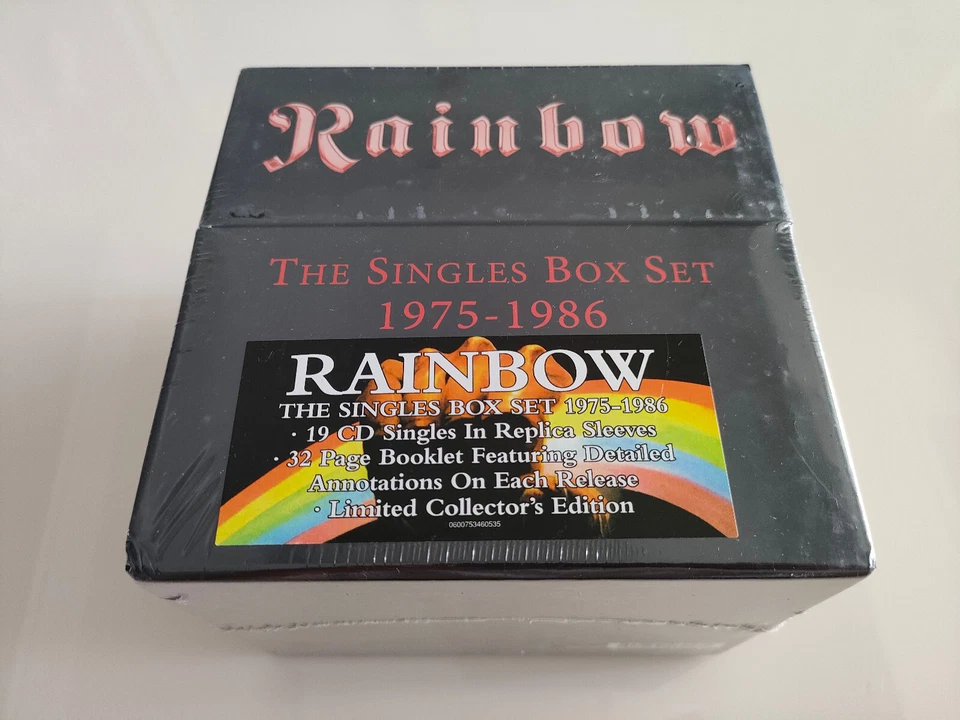 Rainbow
THE SINGLES BOX SET
1975-1986
RAINBOW
THE SINGLES BOX SET 1975-1986
· 19 CD Singles In Replica Sleeves
· 32 Page Booklet Featuring Detailed
Annotations On Each Release
· Limited Collector's Edition
0600753460535